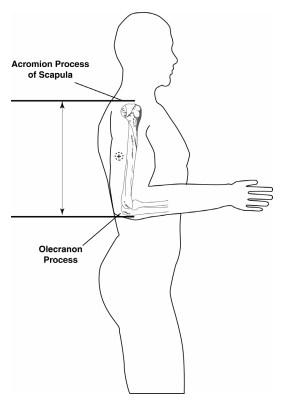 Acromion Process
of Scapula
Olecranon
Process